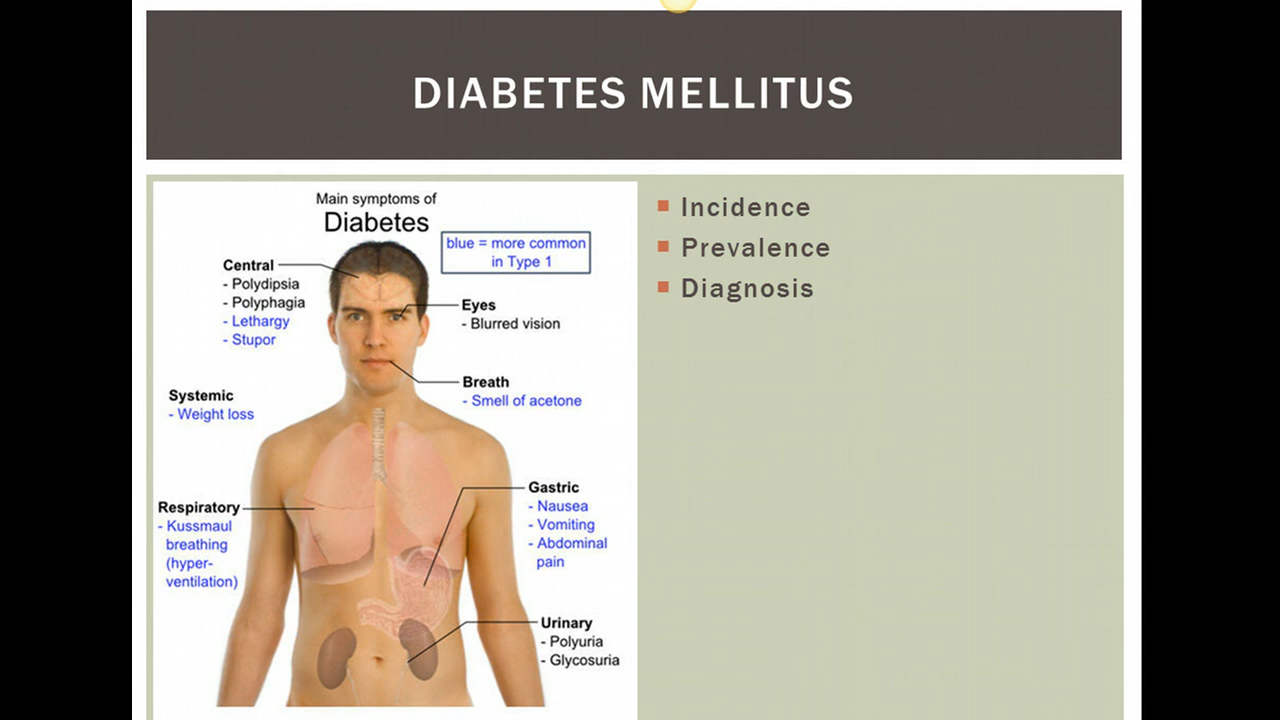 DIABETES MELLITUS
Main symptoms of
Diabetes
blue = more common
in Type 1
Central
- Polydipsia
- Polyphagia
- Lethargy
- Stupor
Eyes
- Blurred vision
Breath
- Smell of acetone
Systemic
- Weight loss
Respiratory
- Kussmaul
breathing
(hyper-
ventilation)
Gastric
- Nausea
- Vomiting
- Abdominal
pain
Urinary
- Polyuria
- Glycosuria
Incidence
Prevalence
Diagnosis